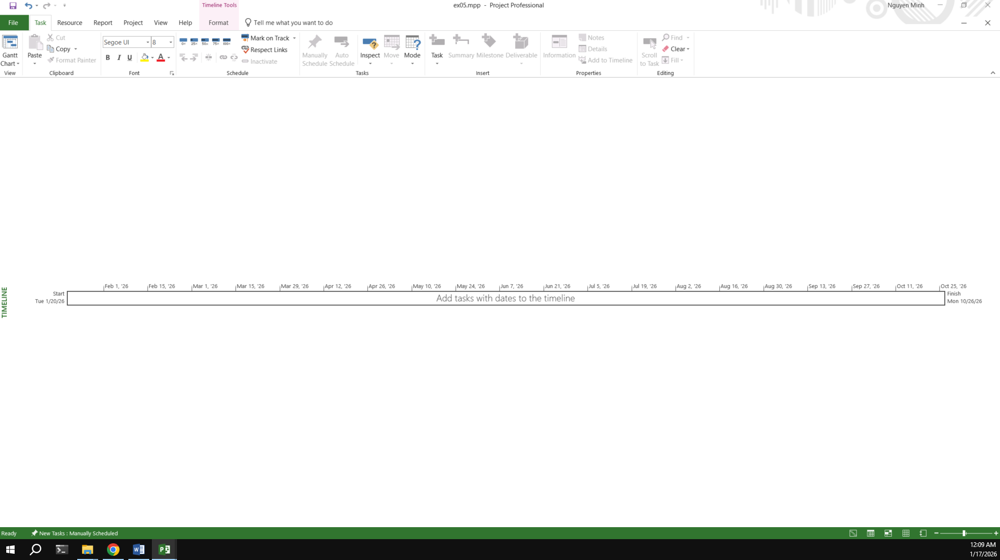 Timeline Tools
ex05.mpp - Project Professional
Nguyen Minh
File Task Resource Report Project View Help Format Tell me what you want to do
Gantt Chart
View
Paste
Cut
Copy
Format Painter
Clipboard
Segoe UI 8
B I U A
Font
0% 25% 50% 75% 100%
Mark on Track
Respect Links
Inactivate
Schedule
Manually Schedule
Auto Schedule
Inspect
Move
Mode
Tasks
Task
Summary
Milestone
Deliverable
Insert
Information
Notes
Details
Add to Timeline
Properties
Scroll to Task
Find
Clear
Fill
Editing
TIMELINE
Feb 1, '26 Feb 15, '26 Mar 1, '26 Mar 15, '26 Mar 29, '26 Apr 12, '26 Apr 26, '26 May 10, '26 May 24, '26 Jun 7, '26 Jun 21, '26 Jul 5, '26 Jul 19, '26 Aug 2, '26 Aug 16, '26 Aug 30, '26 Sep 13, '26 Sep 27, '26 Oct 11, '26 Oct 25, '26
Start
Tue 1/20/26
Add tasks with dates to the timeline
Finish
Mon 10/26/26
Ready New Tasks : Manually Scheduled
12:09 AM
1/17/2026